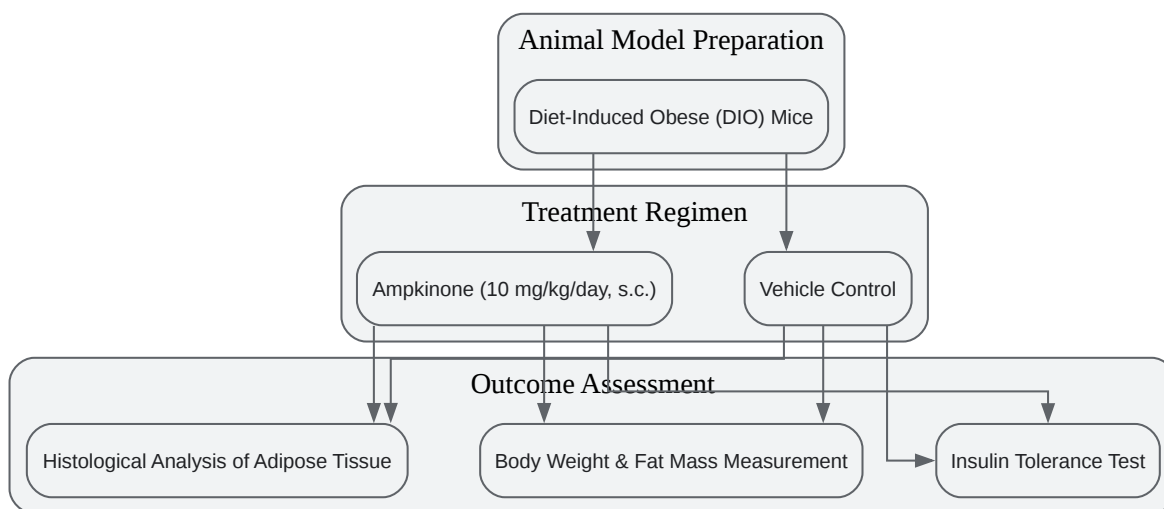 Animal Model Preparation
Diet-Induced Obese (DIO) Mice
Treatment Regimen
Ampkinone (10 mg/kg/day, s.c.)
Vehicle Control
Outcome Assessment
Histological Analysis of Adipose Tissue
Body Weight & Fat Mass Measurement
Insulin Tolerance Test